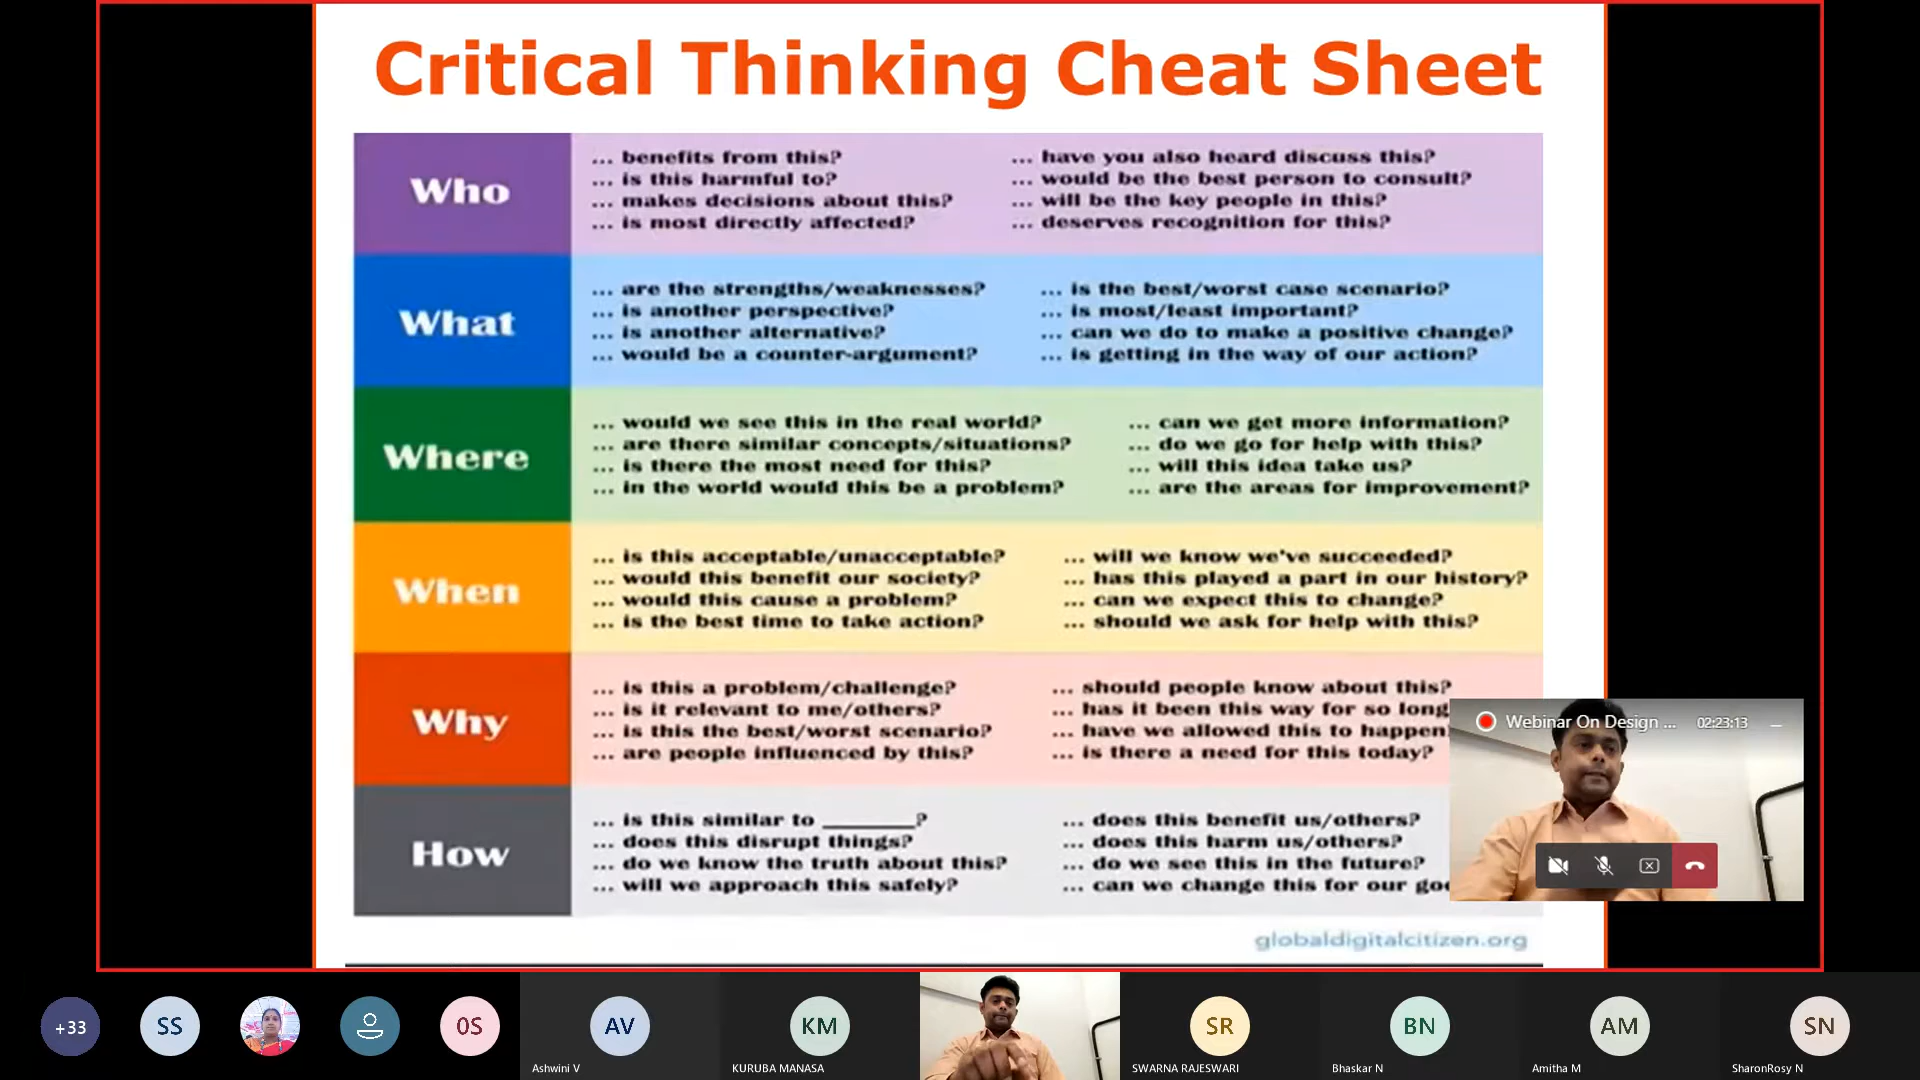 Critical Thinking Cheat Sheet
Who
... benefits from this?
... is this harmful to?
... makes decisions about this?
... is most directly affected?
... have you also heard discuss this?
... would be the best person to consult?
... will be the key people in this?
... deserves recognition for this?
What
... are the strengths/weaknesses?
... is another perspective?
... is another alternative?
... would be a counter-argument?
... is the best/worst case scenario?
... is most/least important?
... can we do to make a positive change?
... is getting in the way of our action?
Where
... would we see this in the real world?
... are there similar concepts/situations?
... is there the most need for this?
... in the world would this be a problem?
... can we get more information?
... do we go for help with this?
... will this idea take us?
... are the areas for improvement?
When
... is this acceptable/unacceptable?
... would this benefit our society?
... would this cause a problem?
... is the best time to take action?
... will we know we've succeeded?
... has this played a part in our history?
... can we expect this to change?
... should we ask for help with this?
Why
... is this a problem/challenge?
... is it relevant to me/others?
... is this the best/worst scenario?
... are people influenced by this?
... should people know about this?
... has it been this way for so long
... have we allowed this to happen
... is there a need for this today?
How
... is this similar to ________?
... does this disrupt things?
... do we know the truth about this?
... will we approach this safely?
... does this benefit us/others?
... does this harm us/others?
... do we see this in the future?
... can we change this for our
globaldigitalcitizen.org
Webinar On Design ... 02:23:13
+33
SS
0S
AV
Ashwini V
KM
KURUBA MANASA
SR
SWARNA RAJESWARI
BN
Bhaskar N
AM
Amitha M
SN
SharonRosy N